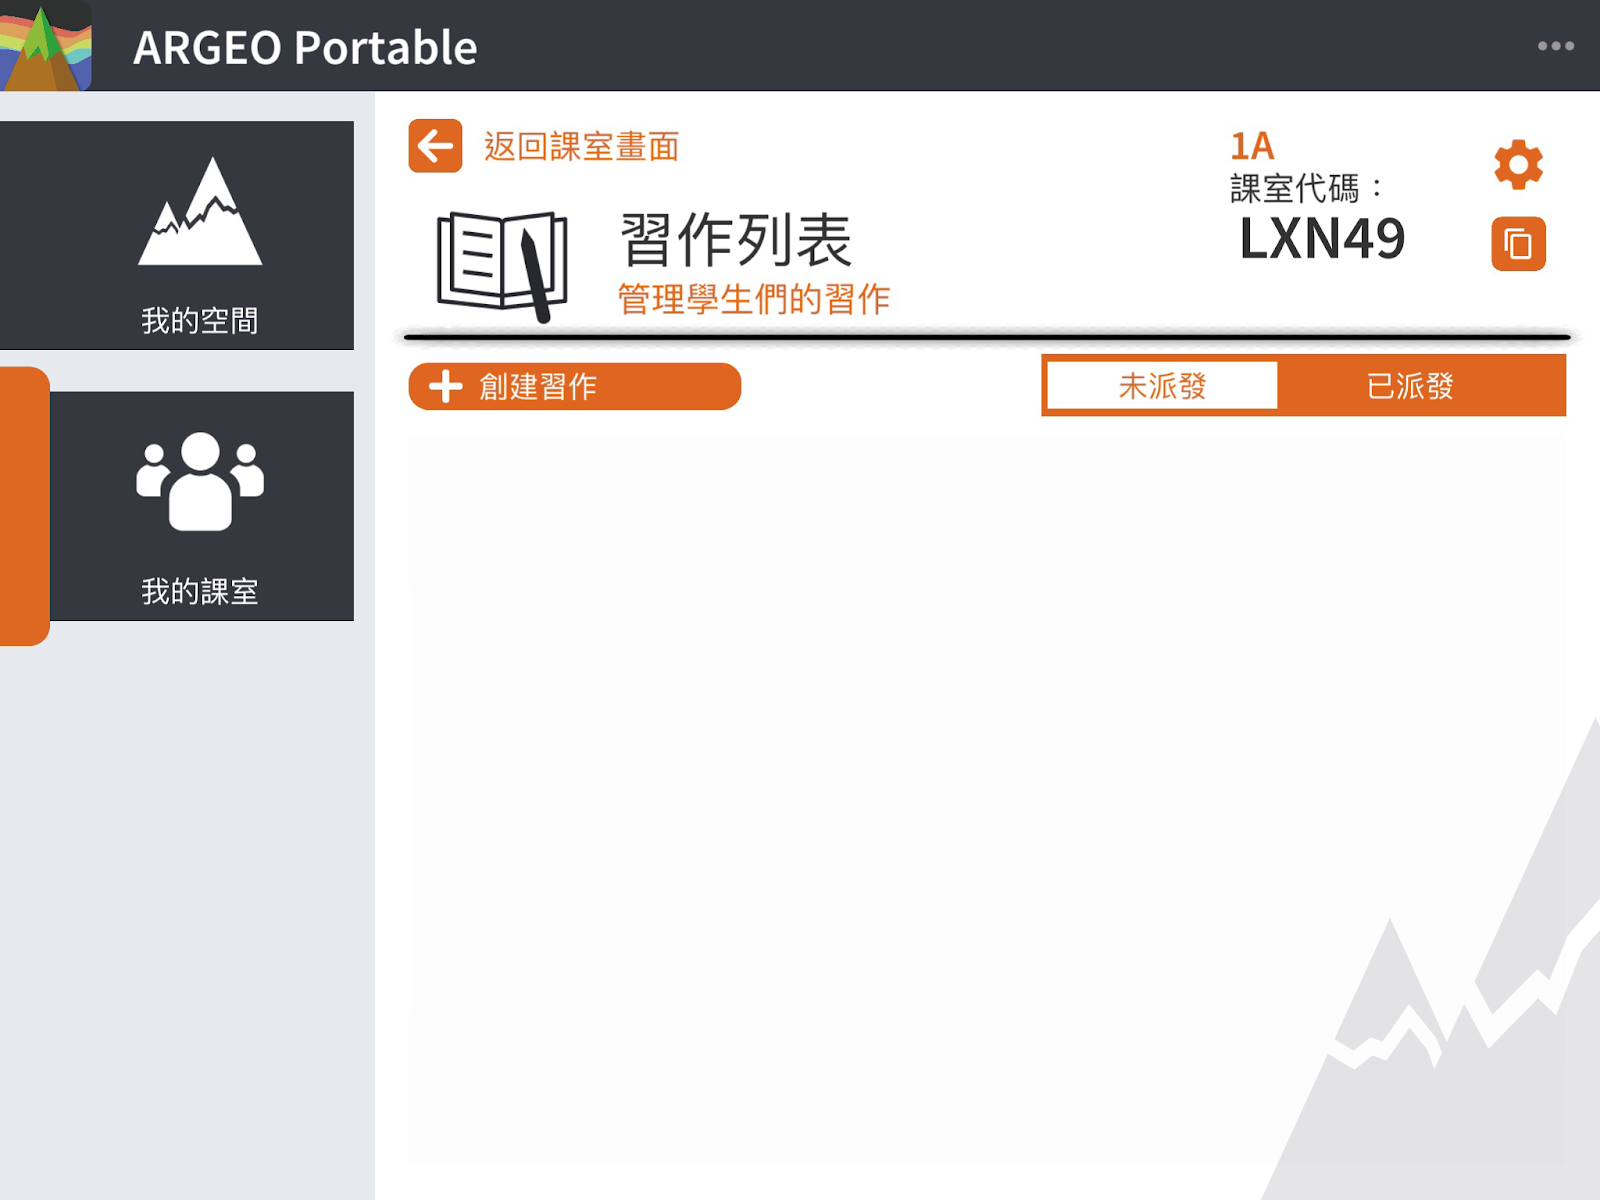 ARGEO Portable
我的空間
我的課室
返回課室畫面
習作列表
管理學生們的習作
1A
課室代碼：
LXN49
創建習作
未派發
已派發